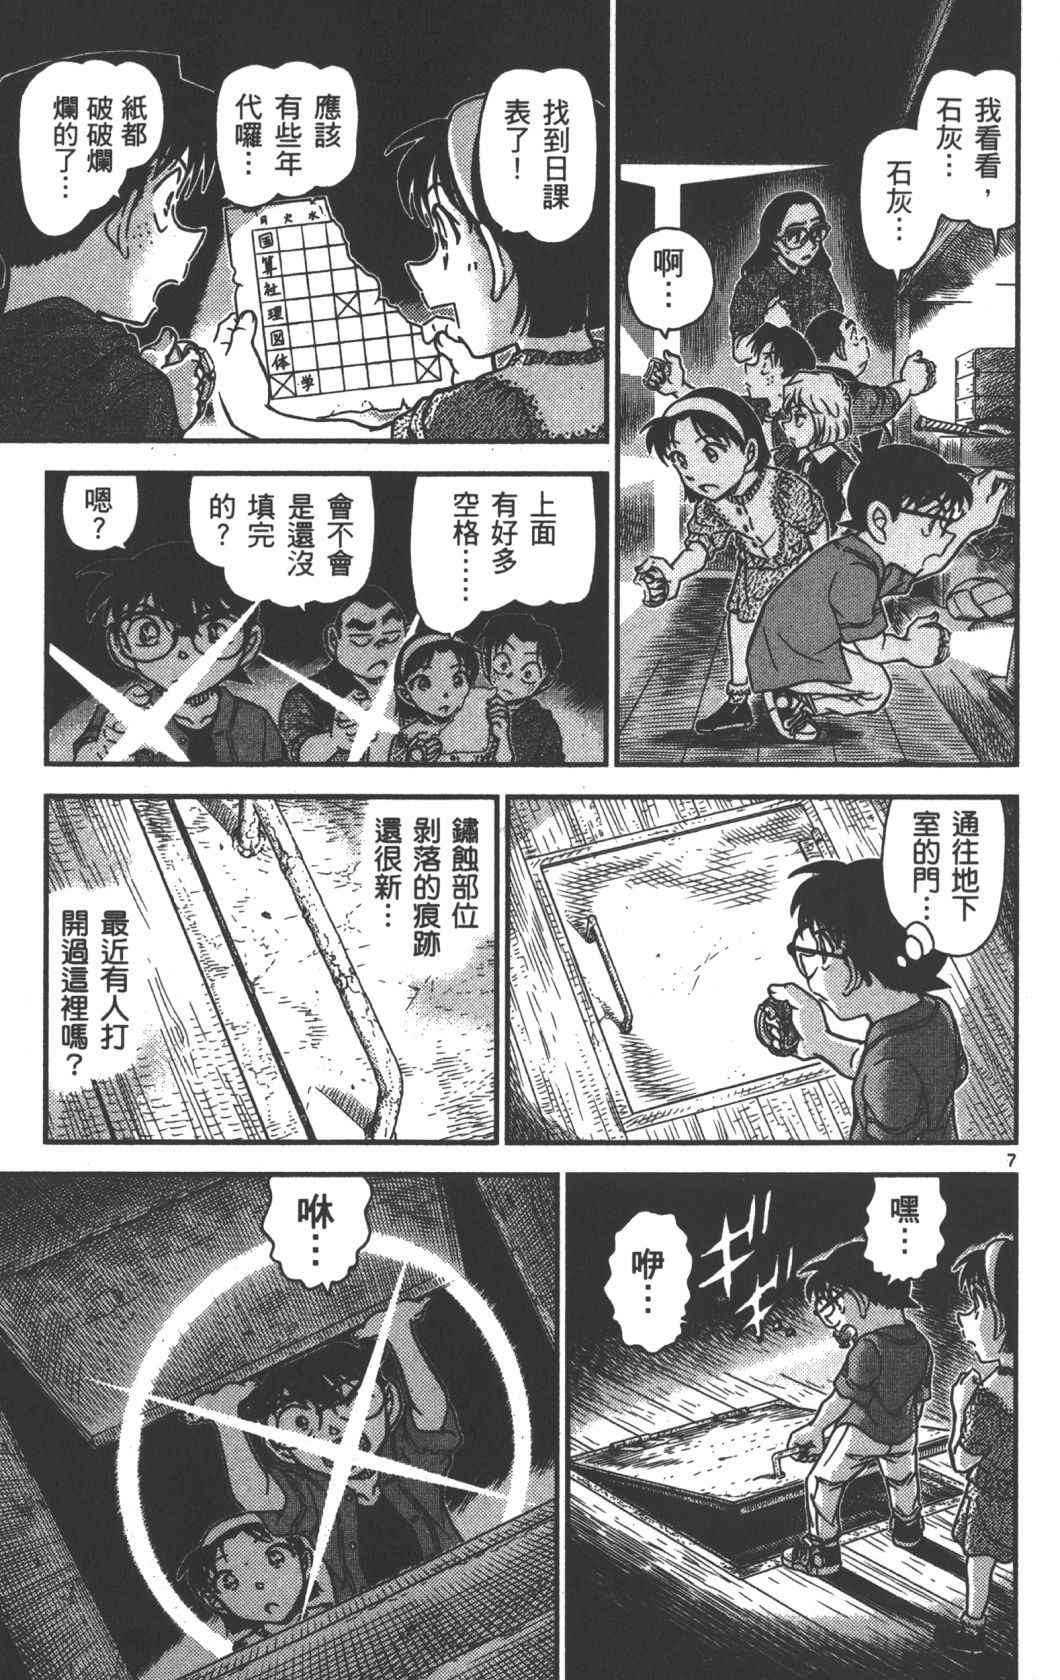 我看看，
石灰…
石灰…
啊…
找到日課
表了！
應該
有些年
代囉…
紙都
破破爛
爛的了…
月 火 水
国
算
社
理
図
体
学
上面
有好多
空格……
會不會
是還沒
填完
的？
嗯？
通往地下
室的門…
鏽蝕部位
剝落的痕跡
還很新…
最近有人打
開過這裡嗎？
7
嘿…
咿…
ギギ
咻…